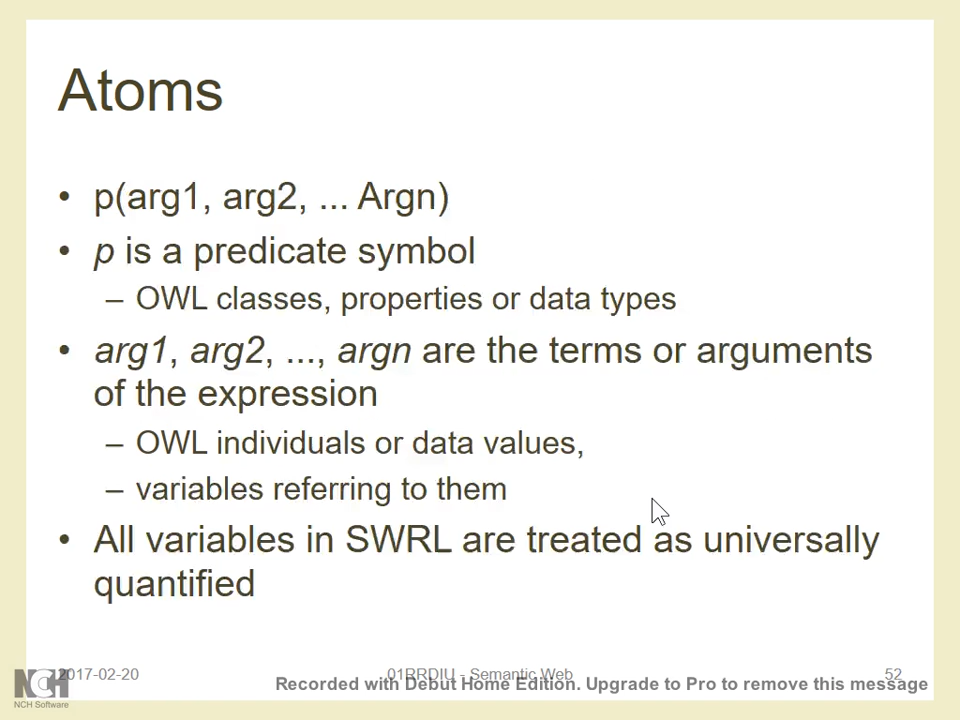 Atoms
• p(arg1, arg2, ... Argn)
• p is a predicate symbol
– OWL classes, properties or data types
• arg1, arg2, ..., argn are the terms or arguments
of the expression
– OWL individuals or data values,
– variables referring to them
• All variables in SWRL are treated as universally
quantified
2017-02-20
01RRDIU - Semantic Web
52
NCH
NCH Software
Recorded with Debut Home Edition. Upgrade to Pro to remove this message